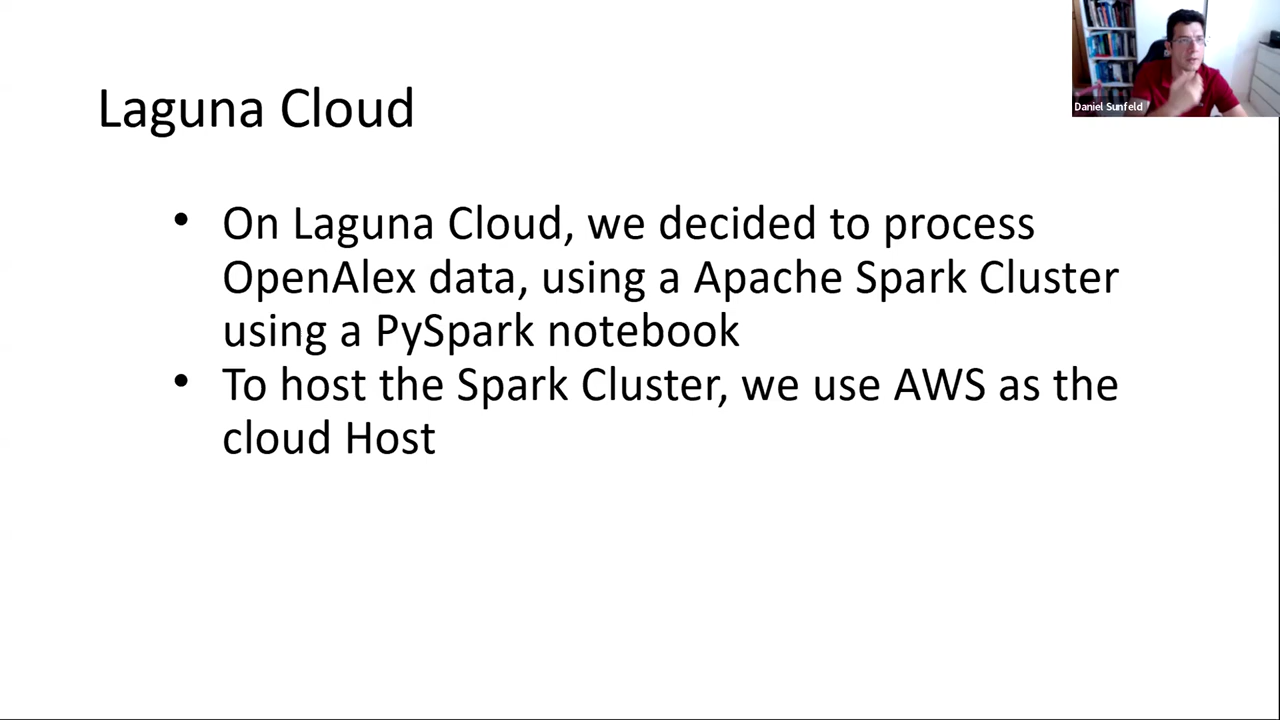 Laguna Cloud
Daniel Sunfeld
• On Laguna Cloud, we decided to process
OpenAlex data, using a Apache Spark Cluster
using a PySpark notebook
• To host the Spark Cluster, we use AWS as the
cloud Host